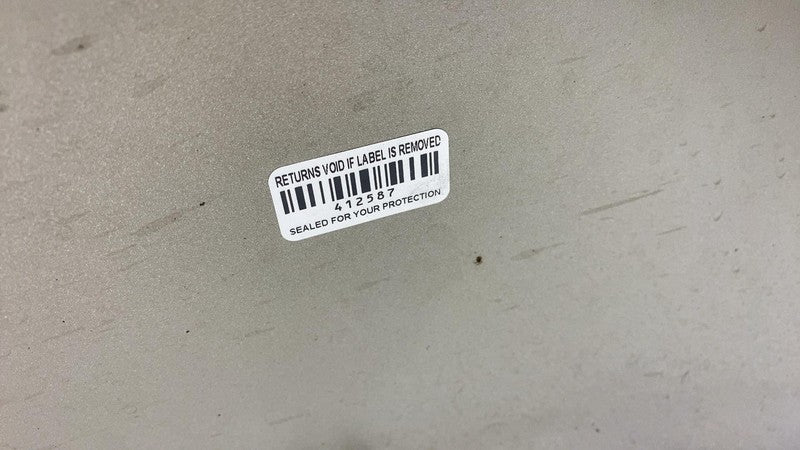 RETURNS VOID IF LABEL IS REMOVED
412587
SEALED FOR YOUR PROTECTION